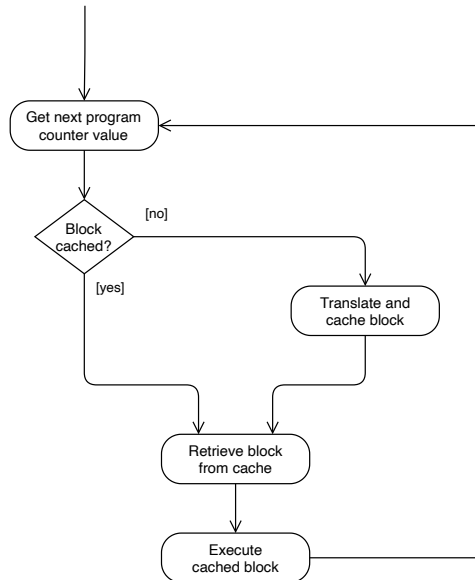 Get next program
counter value
Block
cached?
[no]
[yes]
Translate and
cache block
Retrieve block
from cache
Execute
cached block